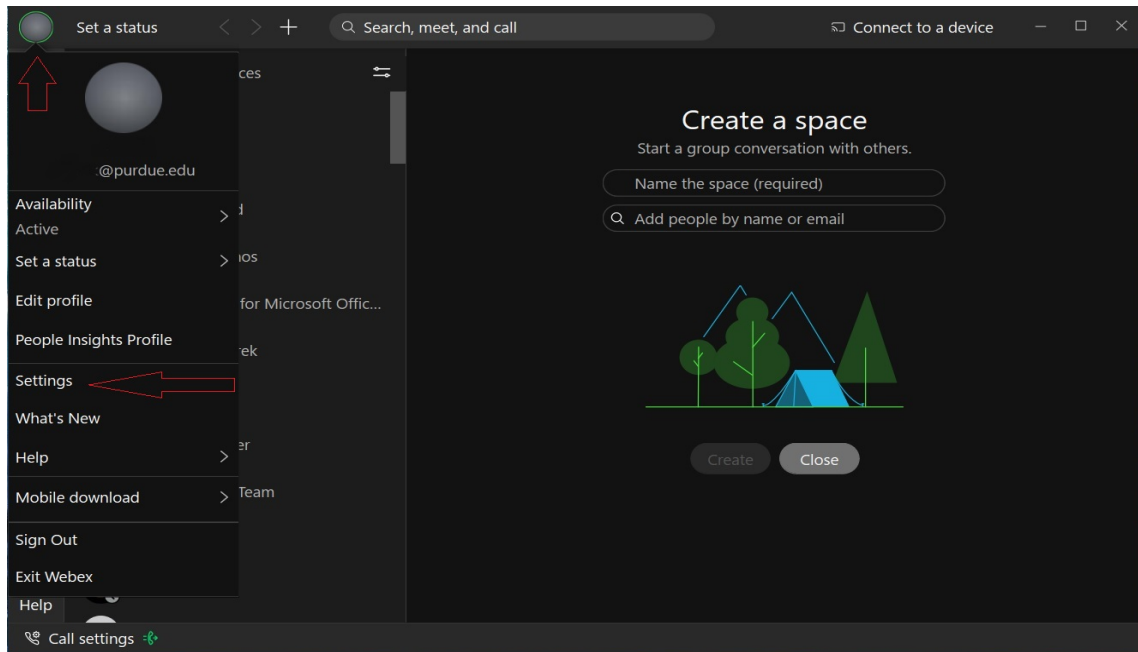 Set a status
Search, meet, and call
Connect to a device
ces
:@purdue.edu
Availability
Active
Set a status
Edit profile
People Insights Profile
Settings
What's New
Help
Mobile download
Sign Out
Exit Webex
Help
nos
for Microsoft Offic...
rek
er
Team
Create a space
Start a group conversation with others.
Name the space (required)
Add people by name or email
Create
Close
Call settings